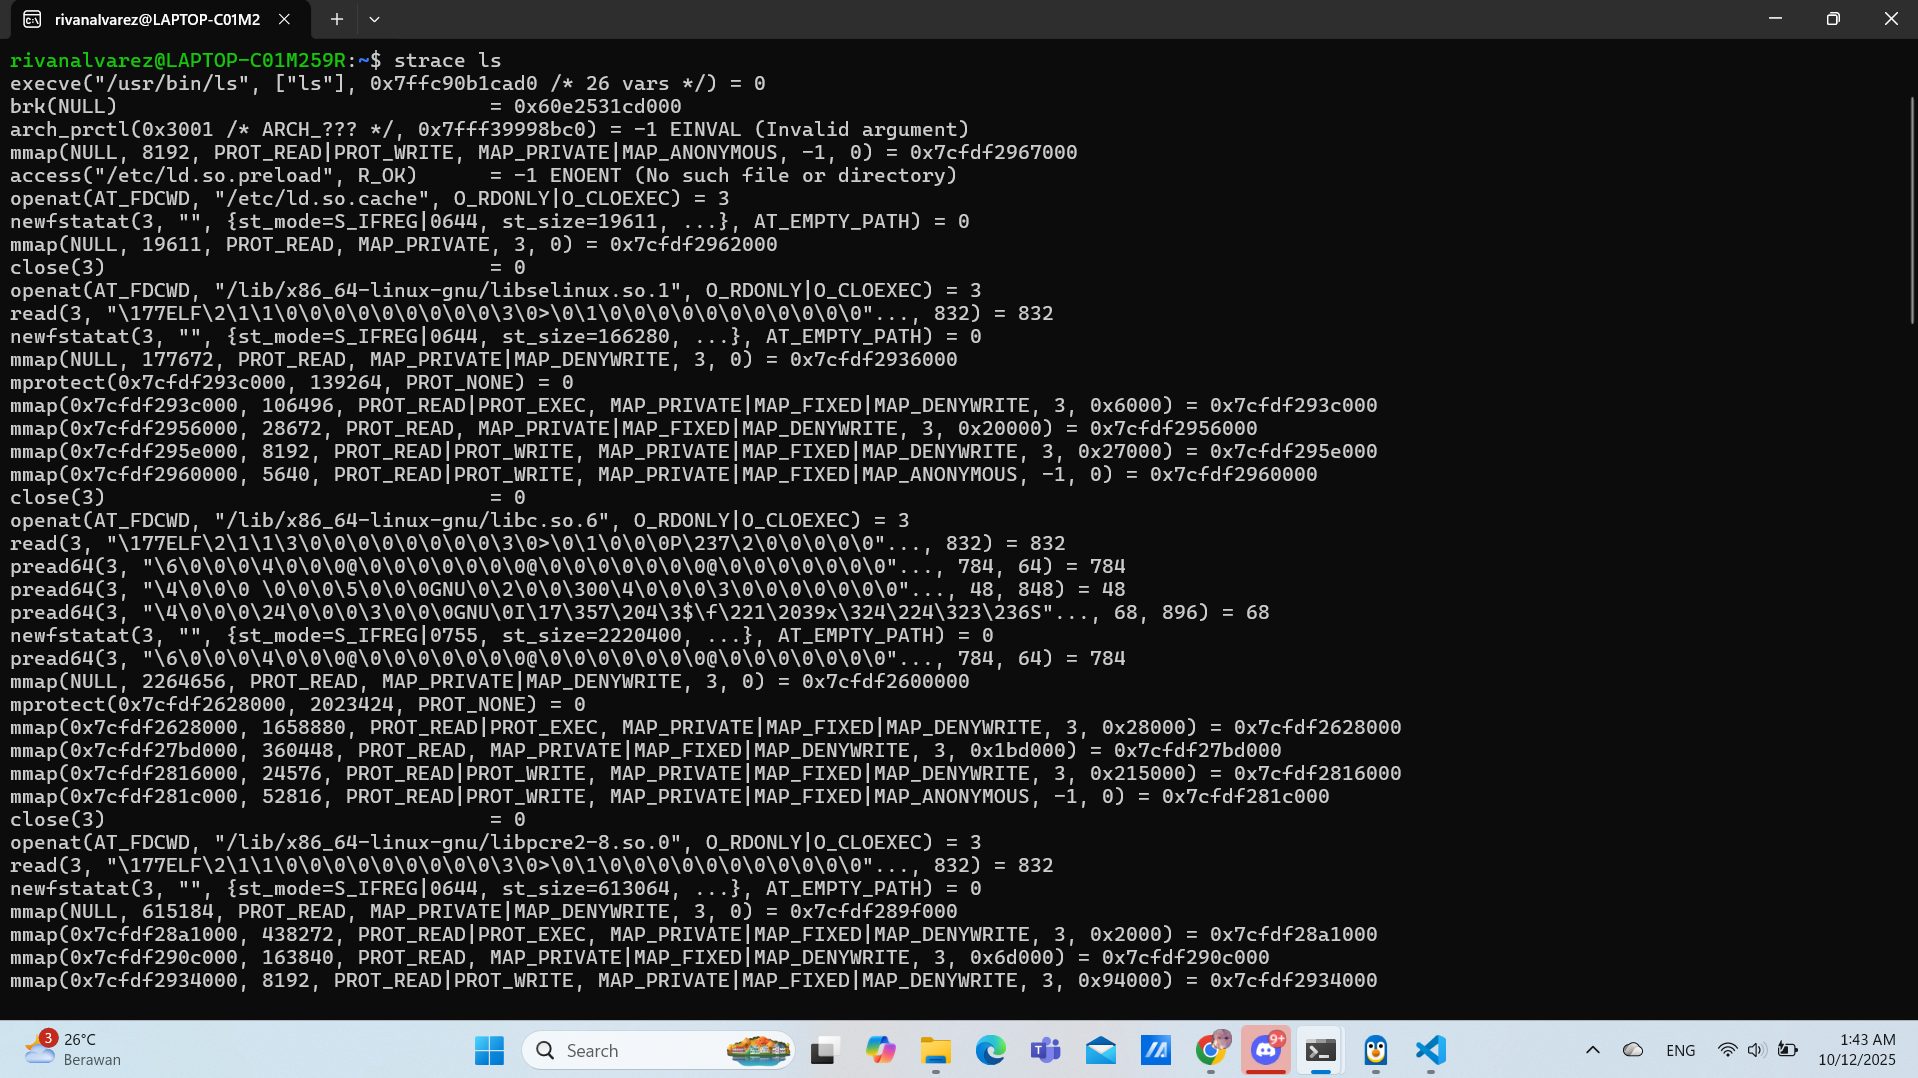 rivanalvarez@LAPTOP-C01M2
rivanalvarez@LAPTOP-C01M259R:~$ strace ls
execve("/usr/bin/ls", ["ls"], 0x7ffc90b1cad0 /* 26 vars */) = 0
brk(NULL)                               = 0x60e2531cd000
arch_prctl(0x3001 /* ARCH_??? */, 0x7fff39998bc0) = -1 EINVAL (Invalid argument)
mmap(NULL, 8192, PROT_READ|PROT_WRITE, MAP_PRIVATE|MAP_ANONYMOUS, -1, 0) = 0x7cfdf2967000
access("/etc/ld.so.preload", R_OK)      = -1 ENOENT (No such file or directory)
openat(AT_FDCWD, "/etc/ld.so.cache", O_RDONLY|O_CLOEXEC) = 3
newfstatat(3, "", {st_mode=S_IFREG|0644, st_size=19611, ...}, AT_EMPTY_PATH) = 0
mmap(NULL, 19611, PROT_READ, MAP_PRIVATE, 3, 0) = 0x7cfdf2962000
close(3)                                = 0
openat(AT_FDCWD, "/lib/x86_64-linux-gnu/libselinux.so.1", O_RDONLY|O_CLOEXEC) = 3
read(3, "\177ELF\2\1\1\0\0\0\0\0\0\0\0\0\3\0>\0\1\0\0\0\0\0\0\0\0\0\0\0"..., 832) = 832
newfstatat(3, "", {st_mode=S_IFREG|0644, st_size=166280, ...}, AT_EMPTY_PATH) = 0
mmap(NULL, 177672, PROT_READ, MAP_PRIVATE|MAP_DENYWRITE, 3, 0) = 0x7cfdf2936000
mprotect(0x7cfdf293c000, 139264, PROT_NONE) = 0
mmap(0x7cfdf293c000, 106496, PROT_READ|PROT_EXEC, MAP_PRIVATE|MAP_FIXED|MAP_DENYWRITE, 3, 0x6000) = 0x7cfdf293c000
mmap(0x7cfdf2956000, 28672, PROT_READ, MAP_PRIVATE|MAP_FIXED|MAP_DENYWRITE, 3, 0x20000) = 0x7cfdf2956000
mmap(0x7cfdf295e000, 8192, PROT_READ|PROT_WRITE, MAP_PRIVATE|MAP_FIXED|MAP_DENYWRITE, 3, 0x27000) = 0x7cfdf295e000
mmap(0x7cfdf2960000, 5640, PROT_READ|PROT_WRITE, MAP_PRIVATE|MAP_FIXED|MAP_ANONYMOUS, -1, 0) = 0x7cfdf2960000
close(3)                                = 0
openat(AT_FDCWD, "/lib/x86_64-linux-gnu/libc.so.6", O_RDONLY|O_CLOEXEC) = 3
read(3, "\177ELF\2\1\1\3\0\0\0\0\0\0\0\0\3\0>\0\1\0\0\0P\237\2\0\0\0\0\0"..., 832) = 832
pread64(3, "\6\0\0\0\4\0\0\0@\0\0\0\0\0\0\0@\0\0\0\0\0\0\0@\0\0\0\0\0\0\0"..., 784, 64) = 784
pread64(3, "\4\0\0\0 \0\0\0\5\0\0\0GNU\0\2\0\0\300\4\0\0\0\3\0\0\0\0\0\0\0"..., 48, 848) = 48
pread64(3, "\4\0\0\0\24\0\0\0\3\0\0\0GNU\0I\17\357\204\3$\f\221\2039x\324\224\323\236S"..., 68, 896) = 68
newfstatat(3, "", {st_mode=S_IFREG|0755, st_size=2220400, ...}, AT_EMPTY_PATH) = 0
pread64(3, "\6\0\0\0\4\0\0\0@\0\0\0\0\0\0\0@\0\0\0\0\0\0\0@\0\0\0\0\0\0\0"..., 784, 64) = 784
mmap(NULL, 2264656, PROT_READ, MAP_PRIVATE|MAP_DENYWRITE, 3, 0) = 0x7cfdf2600000
mprotect(0x7cfdf2628000, 2023424, PROT_NONE) = 0
mmap(0x7cfdf2628000, 1658880, PROT_READ|PROT_EXEC, MAP_PRIVATE|MAP_FIXED|MAP_DENYWRITE, 3, 0x28000) = 0x7cfdf2628000
mmap(0x7cfdf27bd000, 360448, PROT_READ, MAP_PRIVATE|MAP_FIXED|MAP_DENYWRITE, 3, 0x1bd000) = 0x7cfdf27bd000
mmap(0x7cfdf2816000, 24576, PROT_READ|PROT_WRITE, MAP_PRIVATE|MAP_FIXED|MAP_DENYWRITE, 3, 0x215000) = 0x7cfdf2816000
mmap(0x7cfdf281c000, 52816, PROT_READ|PROT_WRITE, MAP_PRIVATE|MAP_FIXED|MAP_ANONYMOUS, -1, 0) = 0x7cfdf281c000
close(3)                                = 0
openat(AT_FDCWD, "/lib/x86_64-linux-gnu/libpcre2-8.so.0", O_RDONLY|O_CLOEXEC) = 3
read(3, "\177ELF\2\1\1\0\0\0\0\0\0\0\0\0\3\0>\0\1\0\0\0\0\0\0\0\0\0\0\0"..., 832) = 832
newfstatat(3, "", {st_mode=S_IFREG|0644, st_size=613064, ...}, AT_EMPTY_PATH) = 0
mmap(NULL, 615184, PROT_READ, MAP_PRIVATE|MAP_DENYWRITE, 3, 0) = 0x7cfdf289f000
mmap(0x7cfdf28a1000, 438272, PROT_READ|PROT_EXEC, MAP_PRIVATE|MAP_FIXED|MAP_DENYWRITE, 3, 0x2000) = 0x7cfdf28a1000
mmap(0x7cfdf290c000, 163840, PROT_READ, MAP_PRIVATE|MAP_FIXED|MAP_DENYWRITE, 3, 0x6d000) = 0x7cfdf290c000
mmap(0x7cfdf2934000, 8192, PROT_READ|PROT_WRITE, MAP_PRIVATE|MAP_FIXED|MAP_DENYWRITE, 3, 0x94000) = 0x7cfdf2934000
3
26°C
Berawan
Search
9+
ENG
1:43 AM
10/12/2025